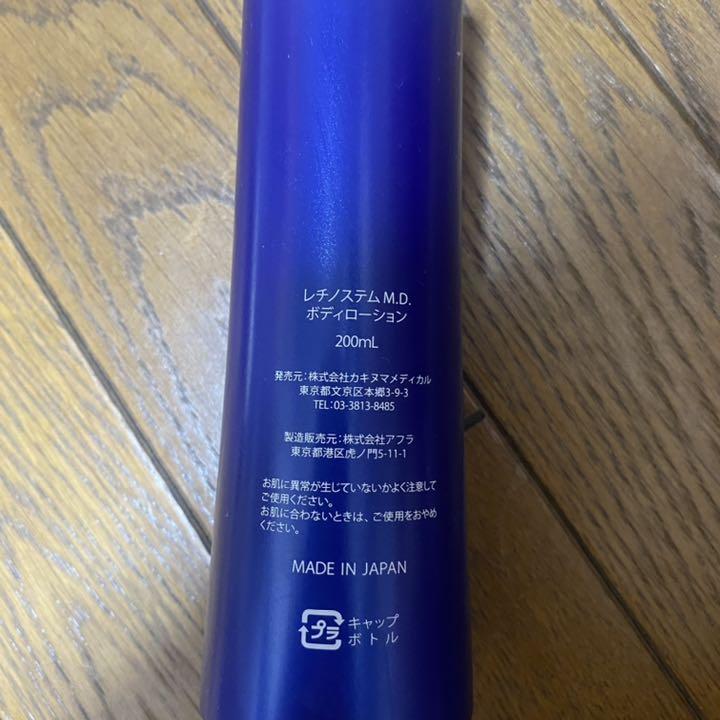 レチノステム M.D.
ボディローション
200mL
発売元：株式会社カキヌマメディカル
東京都文京区本郷3-9-3
TEL：03-3813-8485
製造販売元：株式会社アフラ
東京都港区虎ノ門5-11-1
お肌に異常が生じていないかよく注意して
ご使用ください。
お肌に合わないときは、ご使用をおやめ
ください。
MADE IN JAPAN
プラ キャップ
ボトル